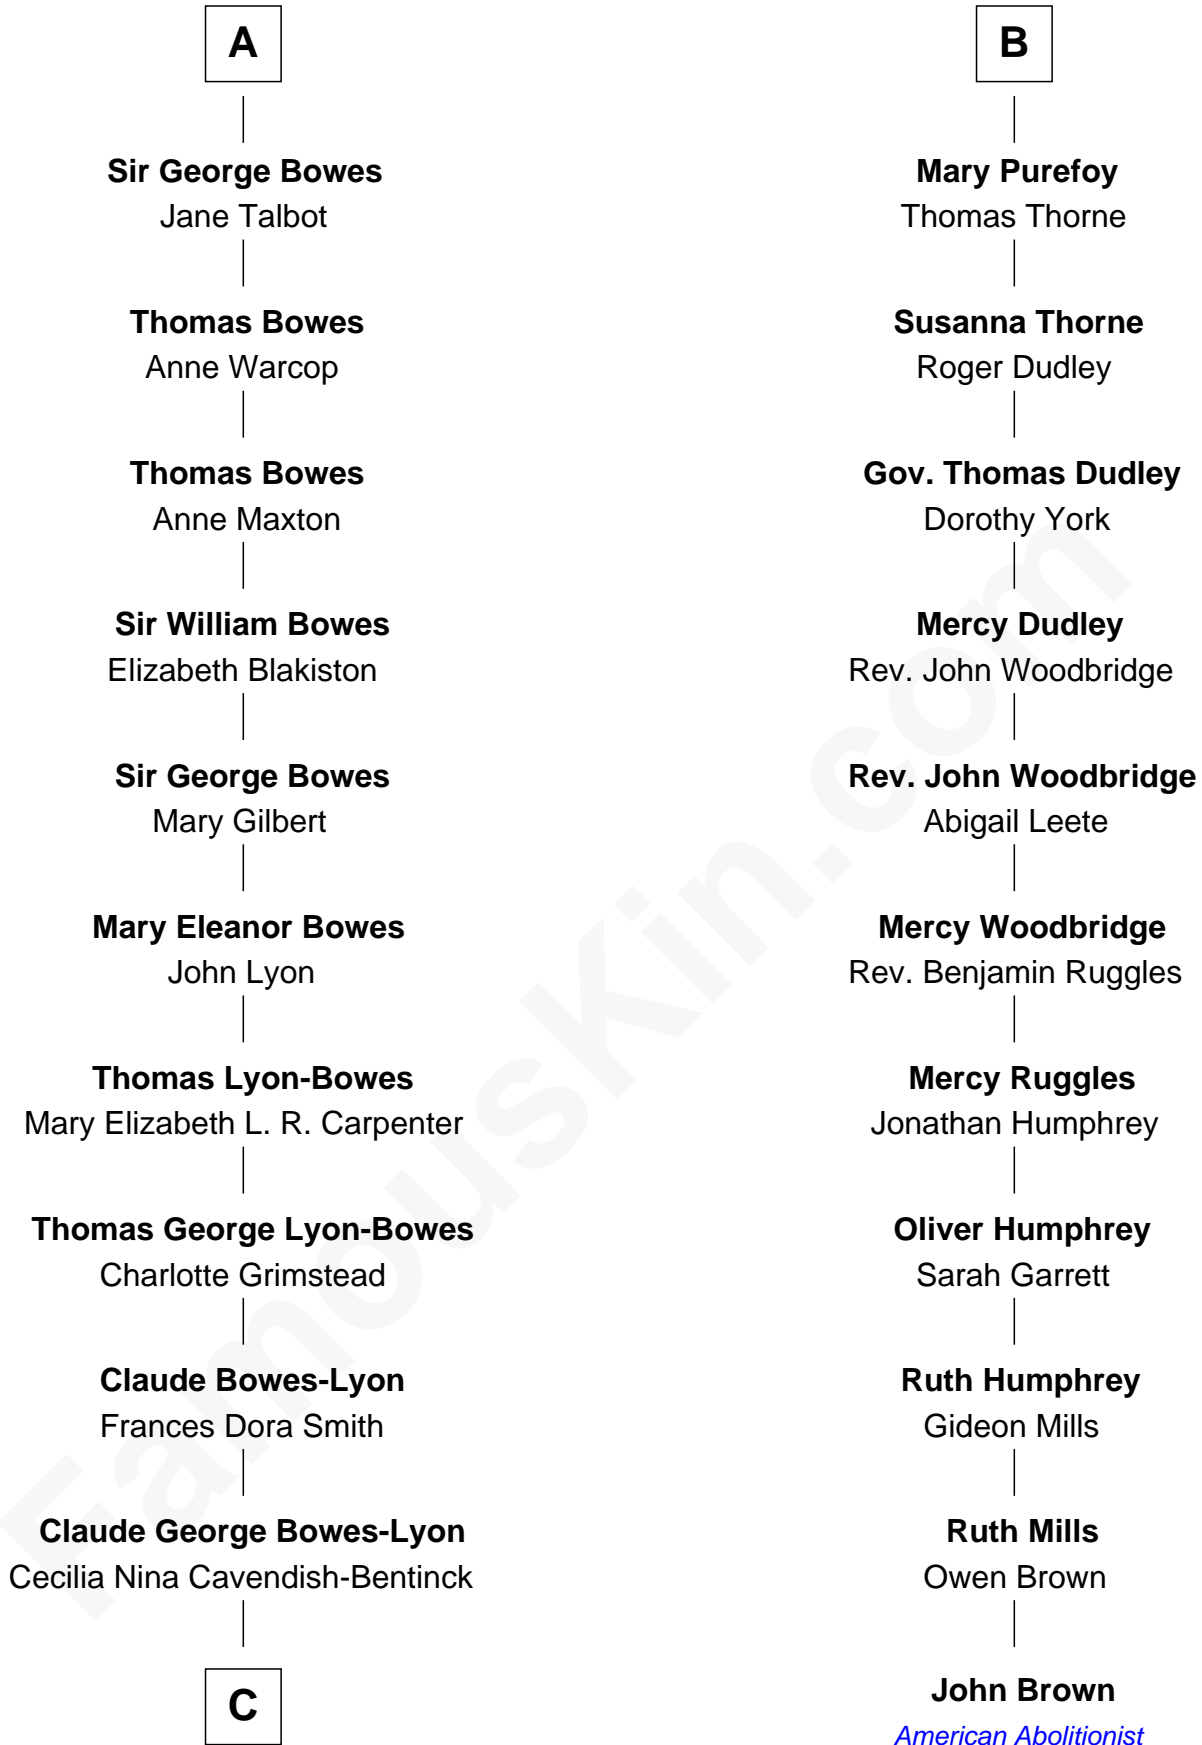 A
Sir George Bowes
Jane Talbot
Thomas Bowes
Anne Warcop
Thomas Bowes
Anne Maxton
Sir William Bowes
Elizabeth Blakiston
Sir George Bowes
Mary Gilbert
Mary Eleanor Bowes
John Lyon
Thomas Lyon-Bowes
Mary Elizabeth L. R. Carpenter
Thomas George Lyon-Bowes
Charlotte Grimstead
Claude Bowes-Lyon
Frances Dora Smith
Claude George Bowes-Lyon
Cecilia Nina Cavendish-Bentinck
C
B
Mary Purefoy
Thomas Thorne
Susanna Thorne
Roger Dudley
Gov. Thomas Dudley
Dorothy York
Mercy Dudley
Rev. John Woodbridge
Rev. John Woodbridge
Abigail Leete
Mercy Woodbridge
Rev. Benjamin Ruggles
Mercy Ruggles
Jonathan Humphrey
Oliver Humphrey
Sarah Garrett
Ruth Humphrey
Gideon Mills
Ruth Mills
Owen Brown
John Brown
American Abolitionist
FamousKin.com